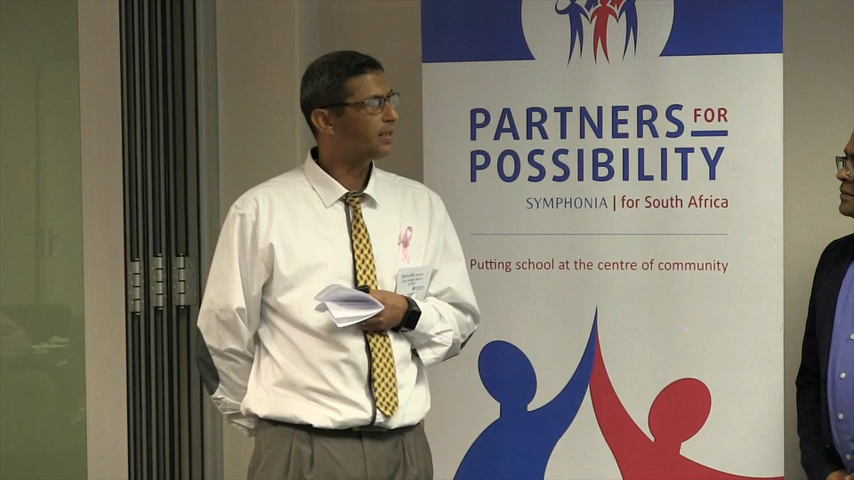 PARTNERS FOR
POSSIBILITY
SYMPHONIA | for South Africa
Putting school at the centre of community